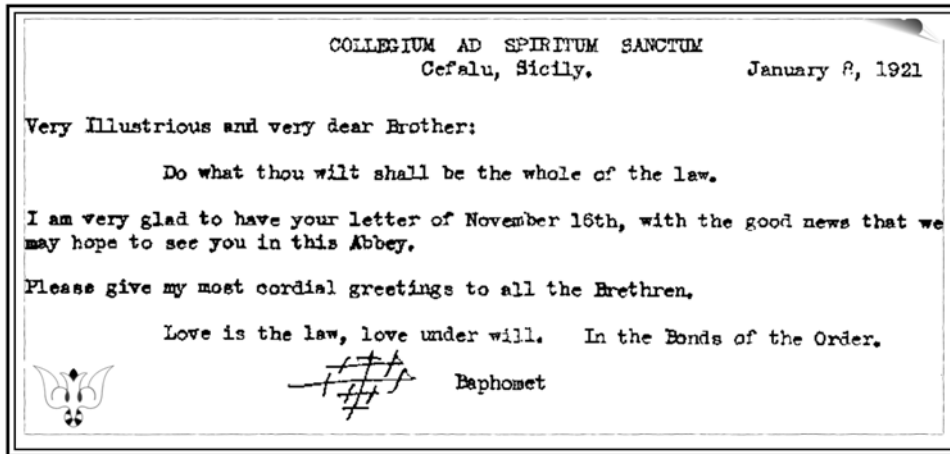 COLLEGIUM AD SPIRITUM SANCTUM
Cefalu, Sicily. January 8, 1921
Very Illustrious and very dear Brother:
Do what thou wilt shall be the whole of the law.
I am very glad to have your letter of November 16th, with the good news that we
may hope to see you in this Abbey.
Please give my most cordial greetings to all the Brethren.
Love is the law, love under will. In the Bonds of the Order.
Baphomet